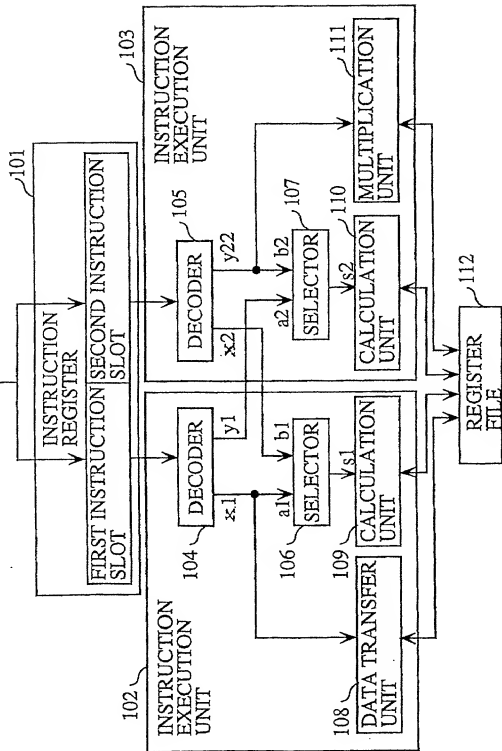 101
INSTRUCTION
REGISTER
FIRST INSTRUCTION
SLOT
SECOND INSTRUCTION
SLOT
102
INSTRUCTION
EXECUTION
UNIT
103
INSTRUCTION
EXECUTION
UNIT
DECODER
104
x1
y1
DECODER
105
x2
y22
a1
b1
SELECTOR
106
s1
a2
b2
SELECTOR
107
s2
108
DATA TRANSFER
UNIT
109
CALCULATION
UNIT
110
CALCULATION
UNIT
111
MULTIPLICATION
UNIT
REGISTER
FILE
112